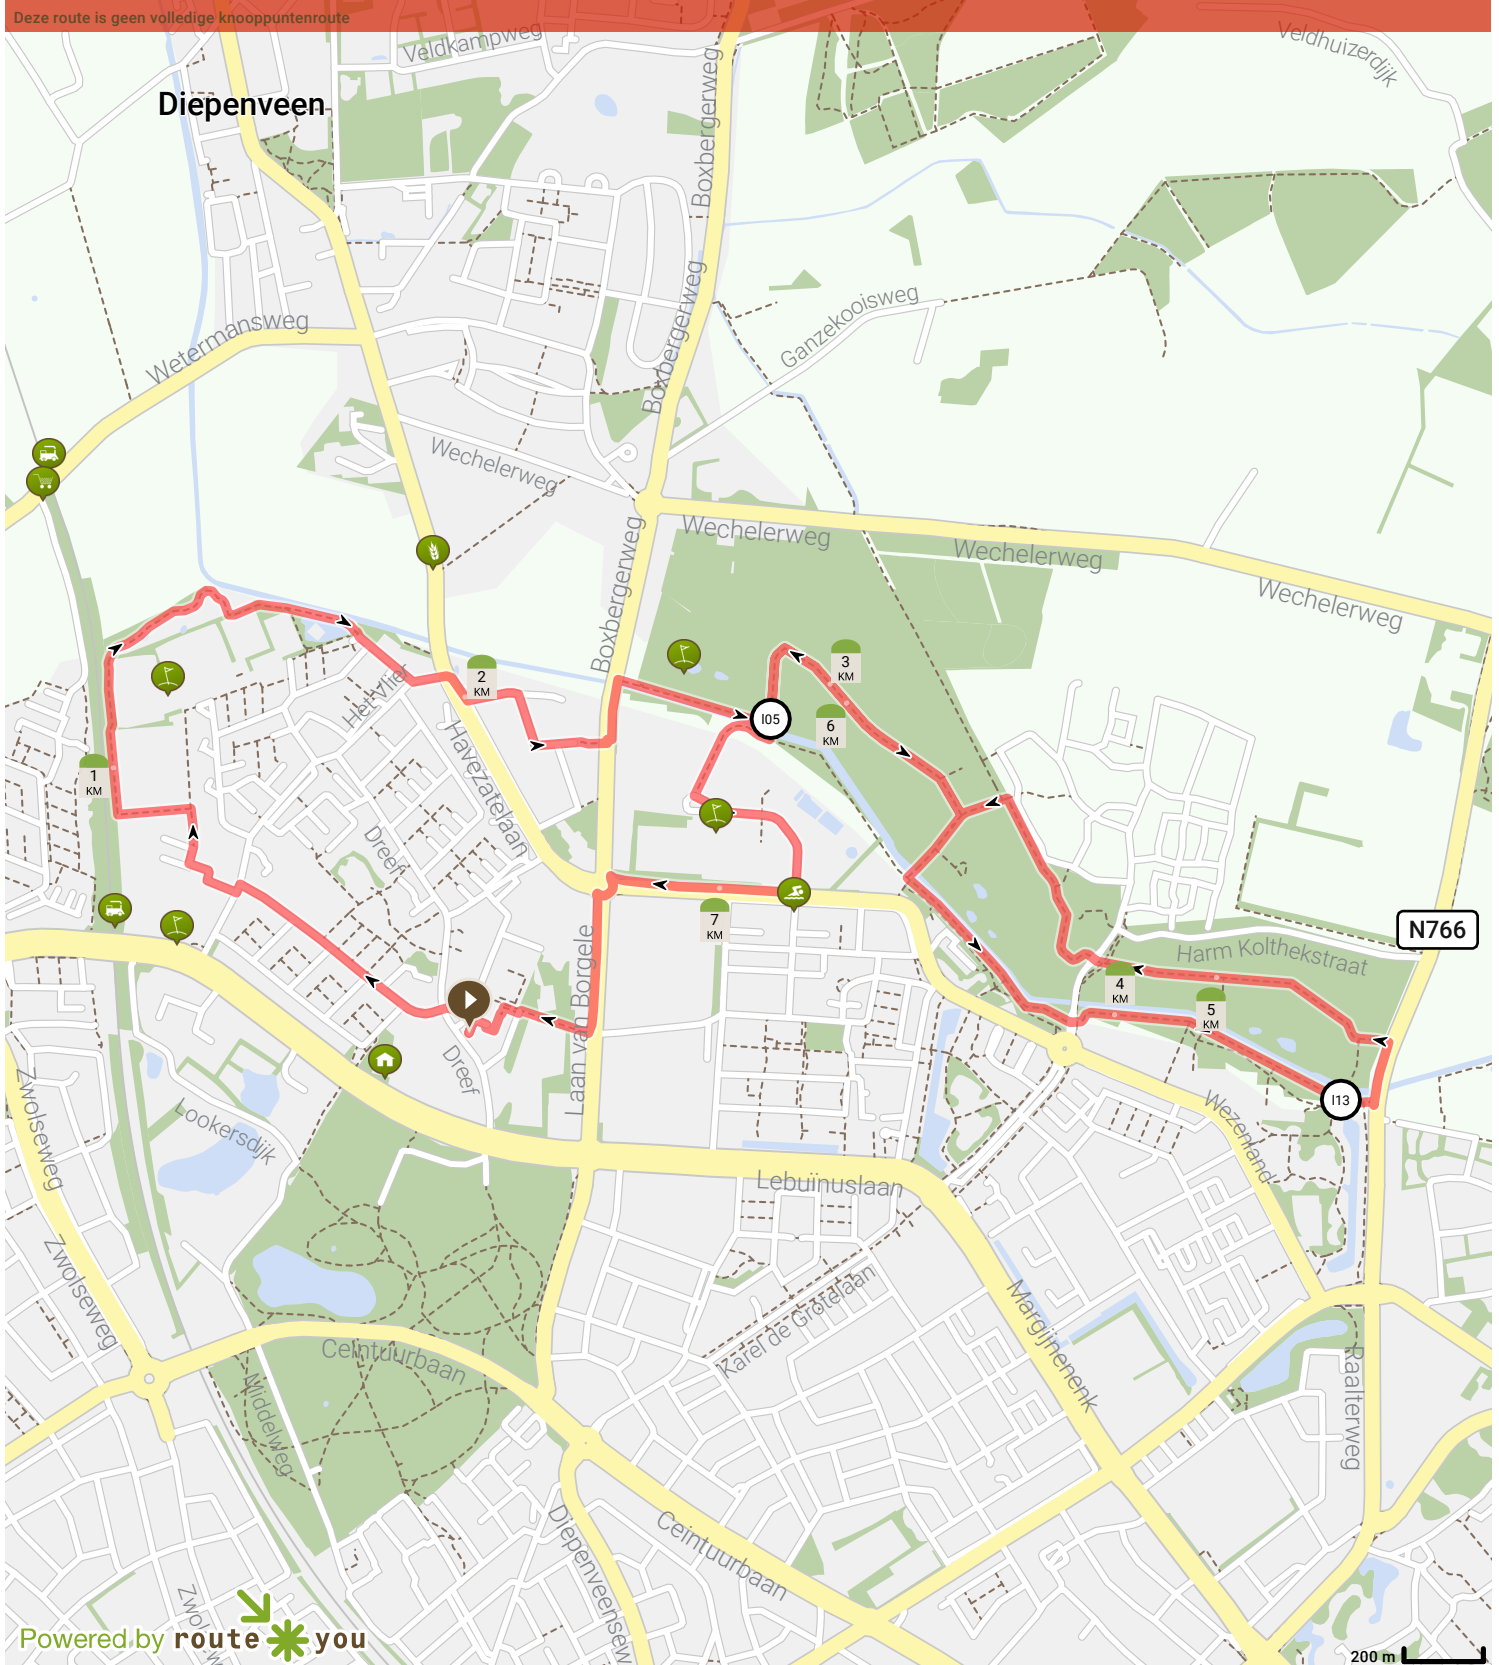 Deze route is geen volledige knooppuntenroute
Veldkampweg
Veldhuizerdijk
Diepenveen
Boxbergerweg
Wetermansweg
Boxbergerweg
Ganzekooisweg
Wechelerweg
Wechelerweg
Wechelerweg
Wechelerweg
Boxbergerweg
Het Vlier
2
KM
3
KM
I05
6
KM
1
KM
Havezatelaan
Dreef
7
KM
N766
Harm Kolthekstraat
4
KM
5
KM
Laan van Borgele
Dreef
I13
Zwolseweg
Lookersdijk
Wezenland
Lebuïnuslaan
Zwolseweg
Karel de Grotelaan
Margijnenenk
Ceintuurbaan
Middelweg
Raalterweg
Ceintuurbaan
Diepenveensew
Zwolsew
Powered by route you
200 m